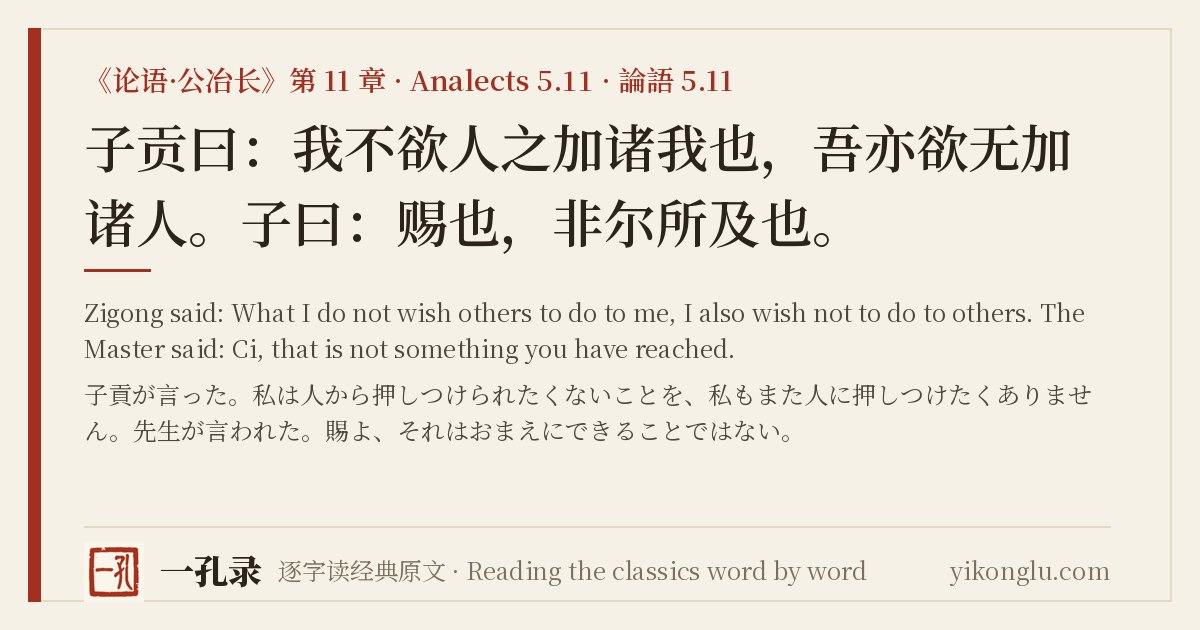 《论语·公冶长》第 11 章 · Analects 5.11 · 論語 5.11
子贡曰：我不欲人之加诸我也，吾亦欲无加
诸人。子曰：赐也，非尔所及也。
Zigong said: What I do not wish others to do to me, I also wish not to do to others. The
Master said: Ci, that is not something you have reached.
子貢が言った。私は人から押しつけられたくないことを、私もまた人に押しつけたくありませ
ん。先生が言われた。賜よ、それはおまえにできることではない。
一孔
一孔录 逐字读经典原文 · Reading the classics word by word yikonglu.com